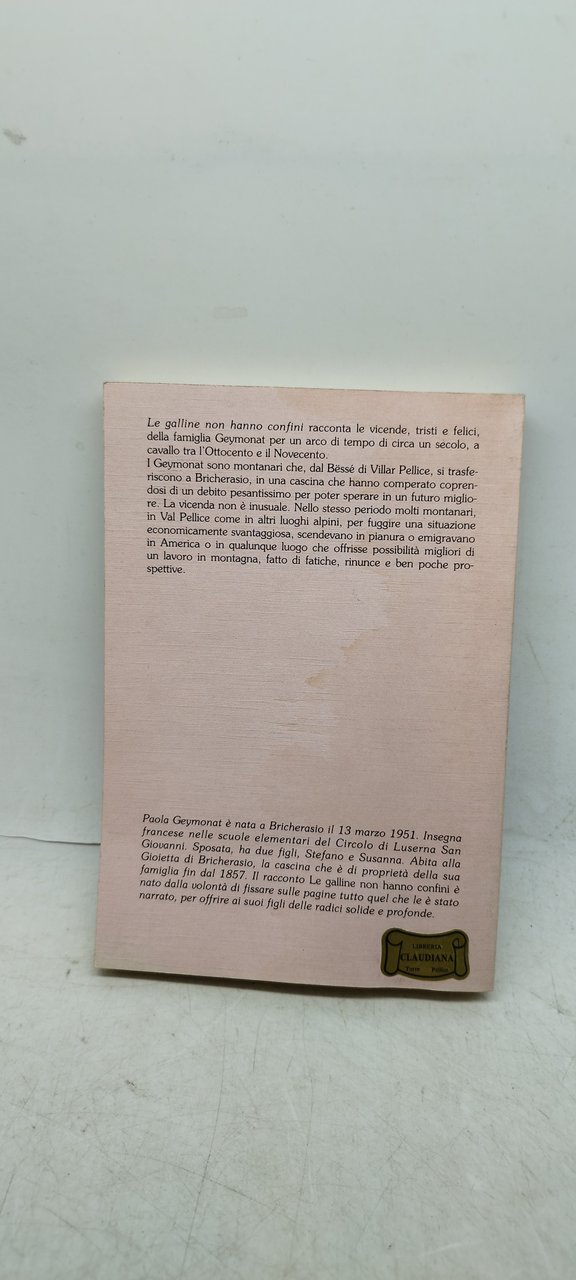 Le galline non hanno confini racconta le vicende, tristi e felici,
della famiglia Geymonat per un arco di tempo di circa un secolo, a
cavallo tra l'Ottocento e il Novecento.
I Geymonat sono montanari che, dal Bëssé di Villar Pellice, si trasfe-
riscono a Bricherasio, in una cascina che hanno comperato copren-
dosi di un debito pesantissimo per poter sperare in un futuro miglio-
re. La vicenda non è inusuale. Nello stesso periodo molti montanari,
in Val Pellice come in altri luoghi alpini, per fuggire una situazione
economicamente svantaggiosa, scendevano in pianura o emigravano
in America o in qualunque luogo che offrisse possibilità migliori di
un lavoro in montagna, fatto di fatiche, rinunce e ben poche pro-
spettive.
Paola Geymonat è nata a Bricherasio il 13 marzo 1951. Insegna
francese nelle scuole elementari del Circolo di Luserna San
Giovanni. Sposata, ha due figli, Stefano e Susanna. Abita alla
Gioietta di Bricherasio, la cascina che è di proprietà della sua
famiglia fin dal 1857. Il racconto Le galline non hanno confini è
nato dalla volontà di fissare sulle pagine tutto quel che le è stato
narrato, per offrire ai suoi figli delle radici solide e profonde.
LIBRERIA
CLAUDIANA
Torre Pellice